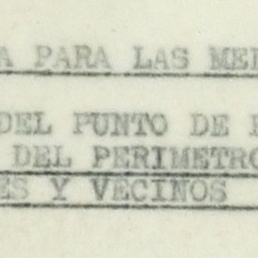 A PARA LAS ME
DEL PUNTO DE
DEL PERIMETRO
ES Y VECINOS